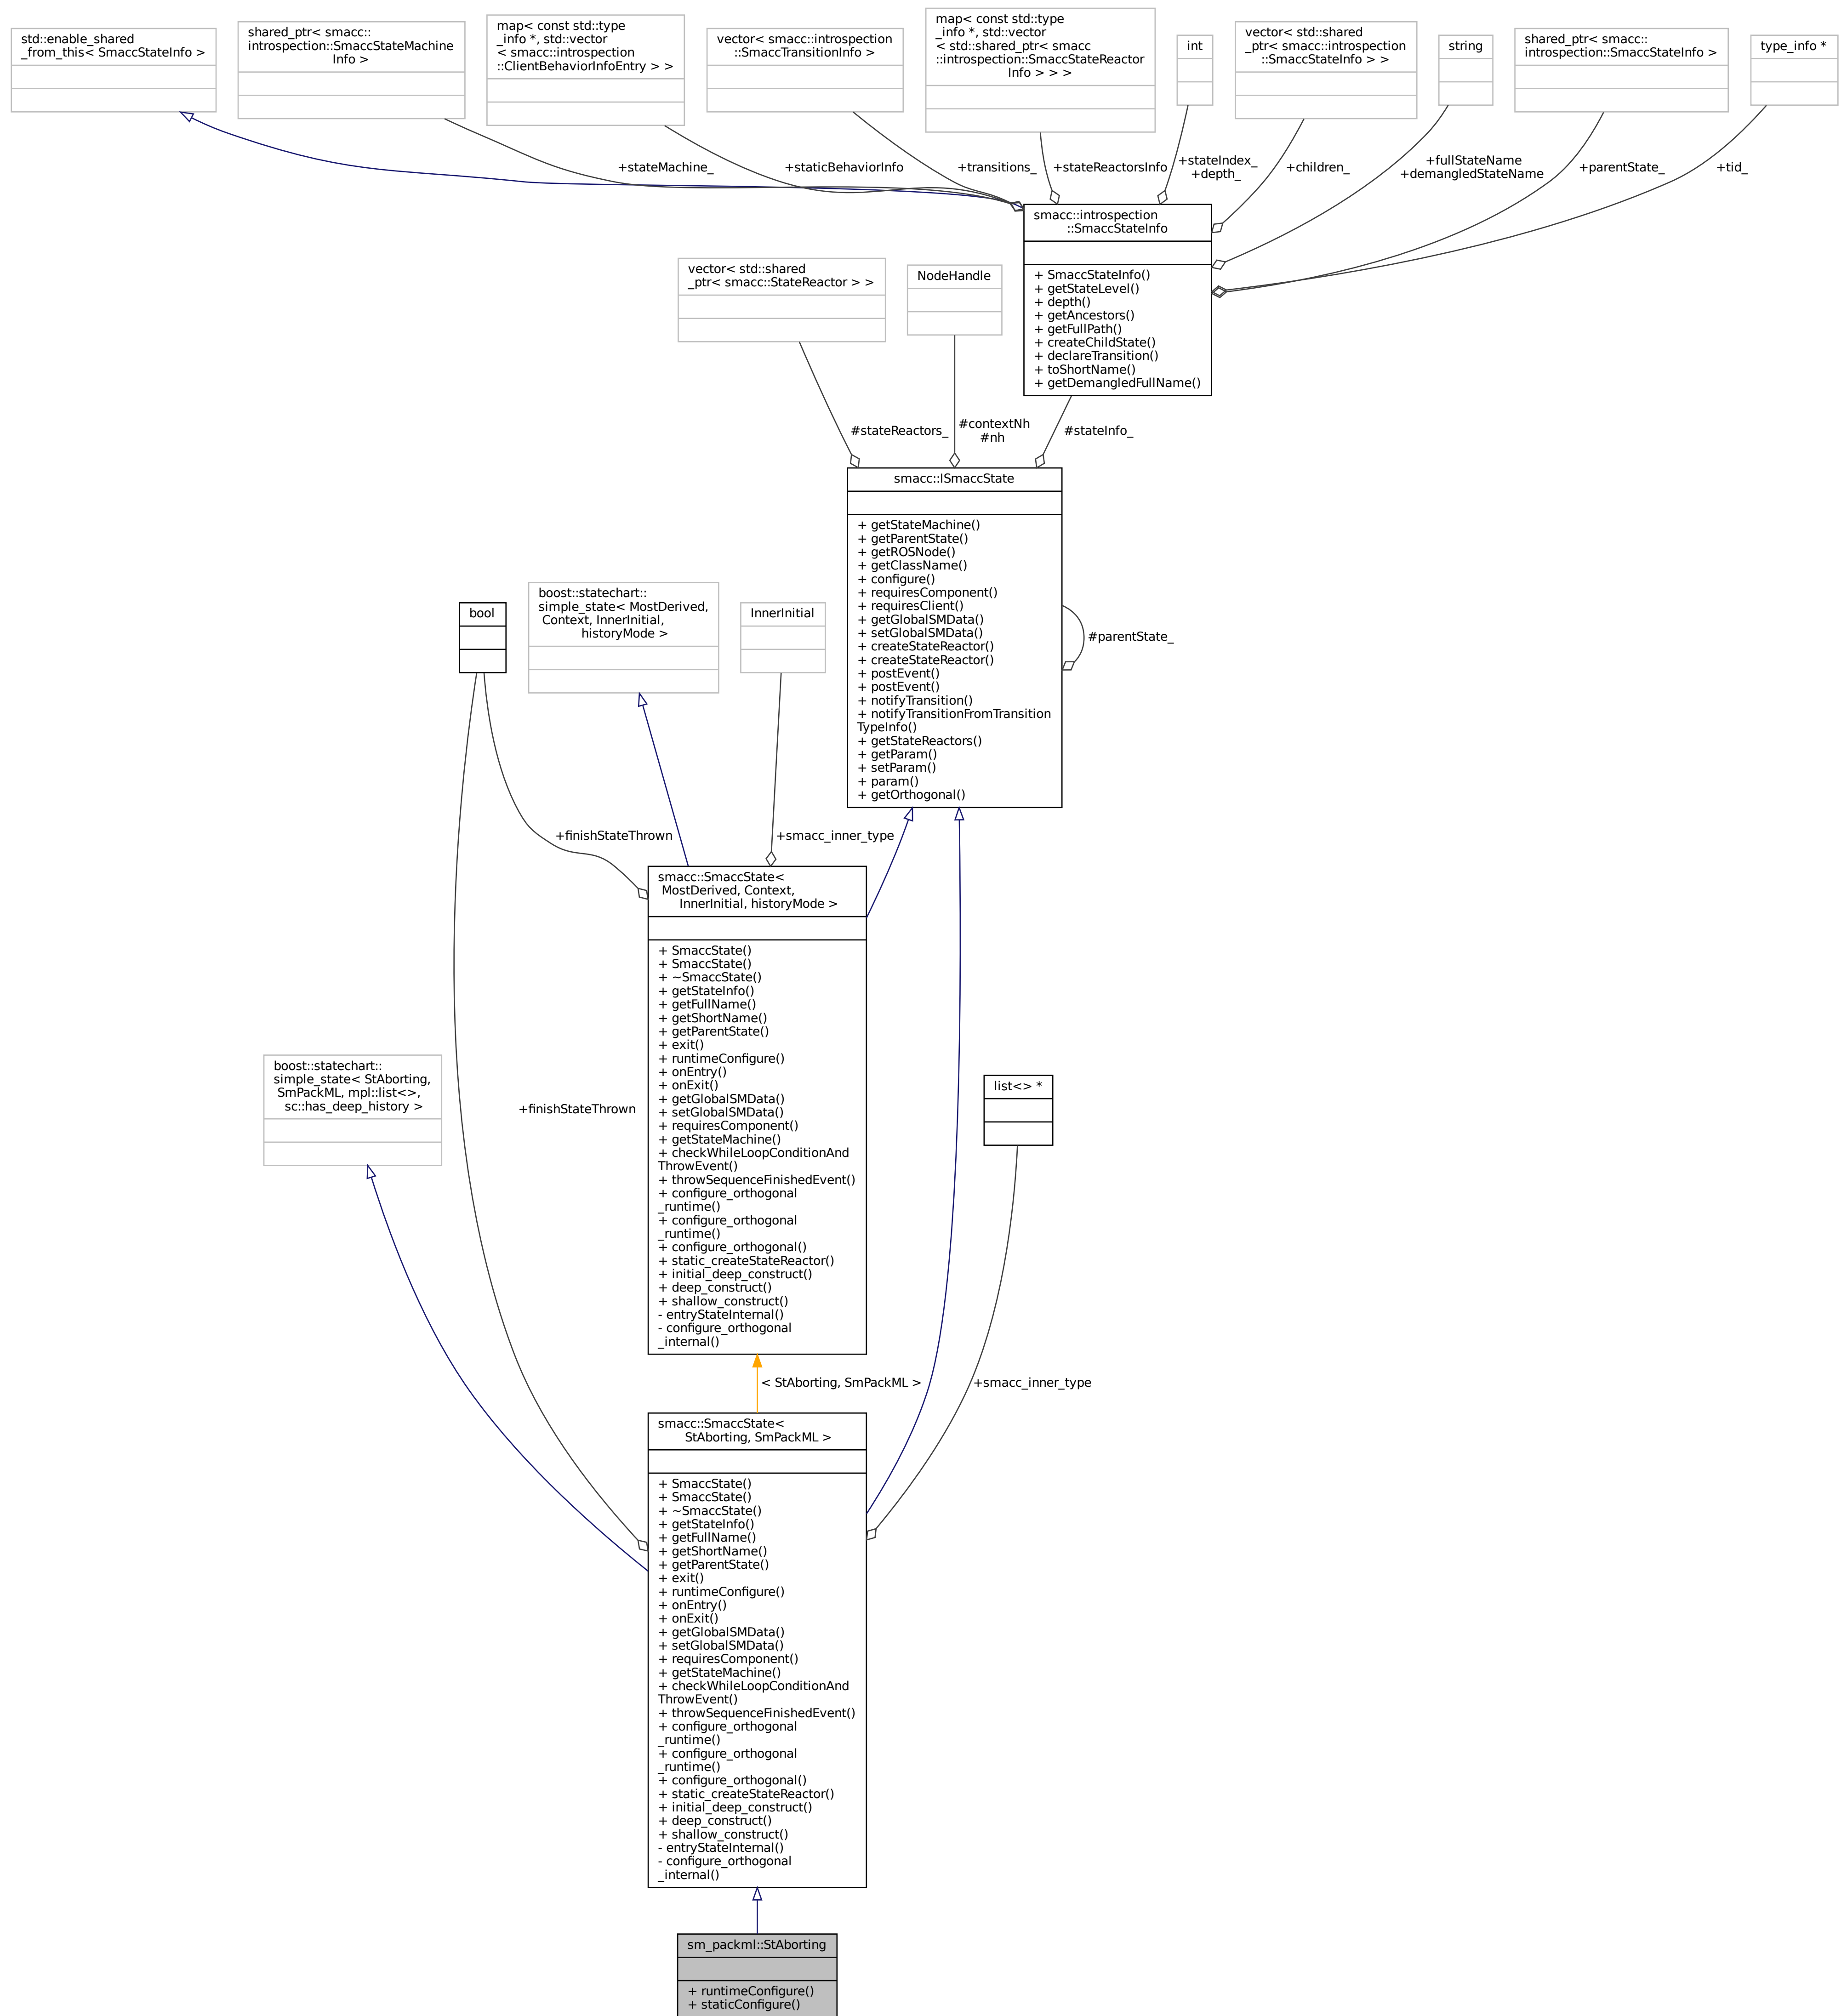 std::enable_shared
_from_this< SmaccStateInfo >
shared_ptr< smacc::
introspection::SmaccStateMachine
Info >
map< const std::type
_info *, std::vector
< smacc::introspection
::ClientBehaviorInfoEntry > >
vector< smacc::introspection
::SmaccTransitionInfo >
map< const std::type
_info *, std::vector
< std::shared_ptr< smacc
::introspection::SmaccStateReactor
Info > > >
int
vector< std::shared
_ptr< smacc::introspection
::SmaccStateInfo > >
string
shared_ptr< smacc::
introspection::SmaccStateInfo >
type_info *
+stateMachine_
+staticBehaviorInfo
+transitions_
+stateReactorsInfo
+stateIndex_
+depth_
+children_
+fullStateName
+demangledStateName
+parentState_
+tid_
smacc::introspection
::SmaccStateInfo
+ SmaccStateInfo()
+ getStateLevel()
+ depth()
+ getAncestors()
+ getFullPath()
+ createChildState()
+ declareTransition()
+ toShortName()
+ getDemangledFullName()
vector< std::shared
_ptr< smacc::StateReactor > >
NodeHandle
#stateReactors_
#contextNh
#nh
#stateInfo_
smacc::ISmaccState
+ getStateMachine()
+ getParentState()
+ getROSNode()
+ getClassName()
+ configure()
+ requiresComponent()
+ requiresClient()
+ getGlobalSMData()
+ setGlobalSMData()
+ createStateReactor()
+ createStateReactor()
+ postEvent()
+ postEvent()
+ notifyTransition()
+ notifyTransitionFromTransition
TypeInfo()
+ getStateReactors()
+ getParam()
+ setParam()
+ param()
+ getOrthogonal()
#parentState_
bool
boost::statechart::
simple_state< MostDerived,
Context, InnerInitial,
historyMode >
InnerInitial
+finishStateThrown
+smacc_inner_type
smacc::SmaccState<
MostDerived, Context,
InnerInitial, historyMode >
+ SmaccState()
+ SmaccState()
+ ~SmaccState()
+ getStateInfo()
+ getFullName()
+ getShortName()
+ getParentState()
+ exit()
+ runtimeConfigure()
+ onEntry()
+ onExit()
+ getGlobalSMData()
+ setGlobalSMData()
+ requiresComponent()
+ getStateMachine()
+ checkWhileLoopConditionAnd
ThrowEvent()
+ throwSequenceFinishedEvent()
+ configure_orthogonal
_runtime()
+ configure_orthogonal
_runtime()
+ configure_orthogonal()
+ static_createStateReactor()
+ initial_deep_construct()
+ deep_construct()
+ shallow_construct()
- entryStateInternal()
- configure_orthogonal
_internal()
boost::statechart::
simple_state< StAborting,
SmPackML, mpl::list<>,
sc::has_deep_history >
+finishStateThrown
list<> *
< StAborting, SmPackML >
+smacc_inner_type
smacc::SmaccState<
StAborting, SmPackML >
+ SmaccState()
+ SmaccState()
+ ~SmaccState()
+ getStateInfo()
+ getFullName()
+ getShortName()
+ getParentState()
+ exit()
+ runtimeConfigure()
+ onEntry()
+ onExit()
+ getGlobalSMData()
+ setGlobalSMData()
+ requiresComponent()
+ getStateMachine()
+ checkWhileLoopConditionAnd
ThrowEvent()
+ throwSequenceFinishedEvent()
+ configure_orthogonal
_runtime()
+ configure_orthogonal
_runtime()
+ configure_orthogonal()
+ static_createStateReactor()
+ initial_deep_construct()
+ deep_construct()
+ shallow_construct()
- entryStateInternal()
- configure_orthogonal
_internal()
sm_packml::StAborting
+ runtimeConfigure()
+ staticConfigure()